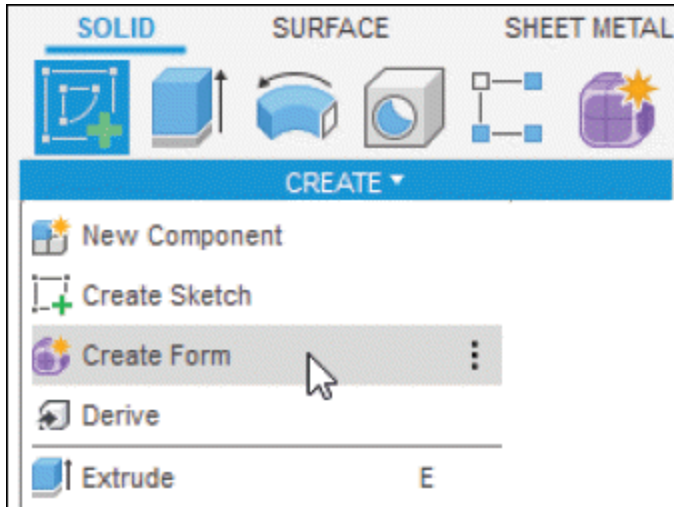 SOLID SURFACE SHEET METAL
CREATE ▾
New Component
Create Sketch
Create Form
Derive
Extrude E